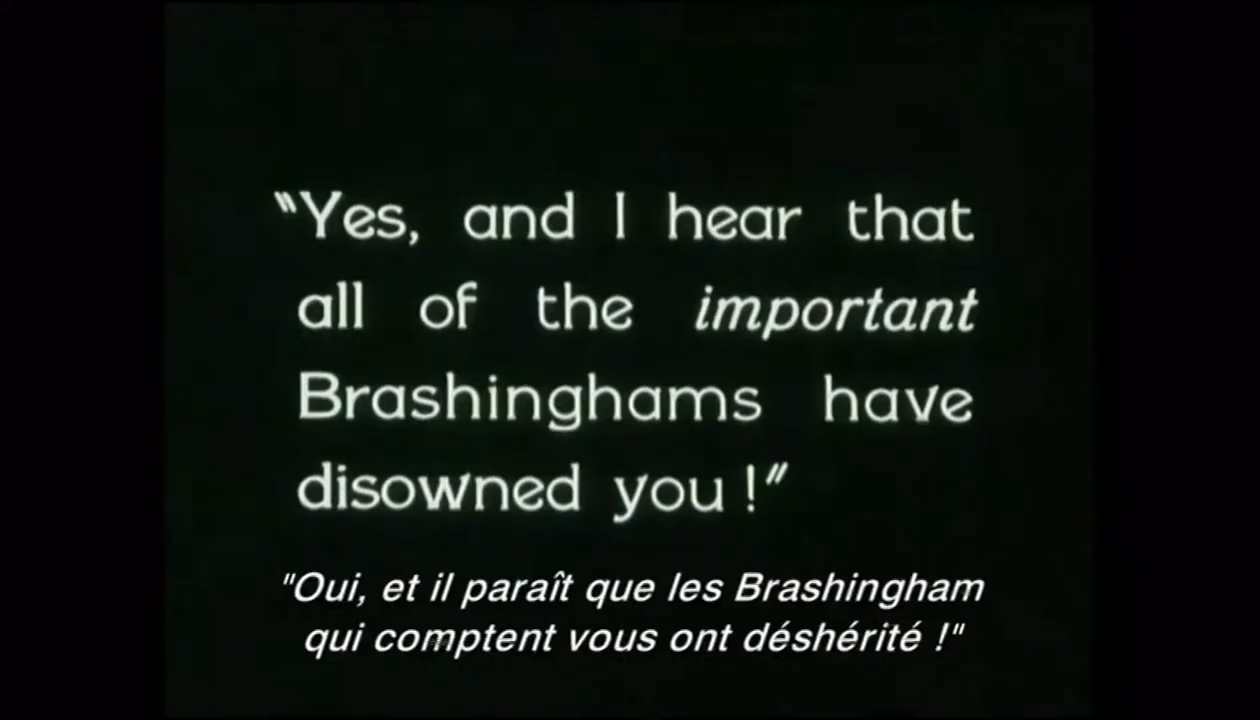 "Yes, and I hear that
all of the important
Brashinghams have
disowned you !"
"Oui, et il paraît que les Brashingham
qui comptent vous ont déshérité !"